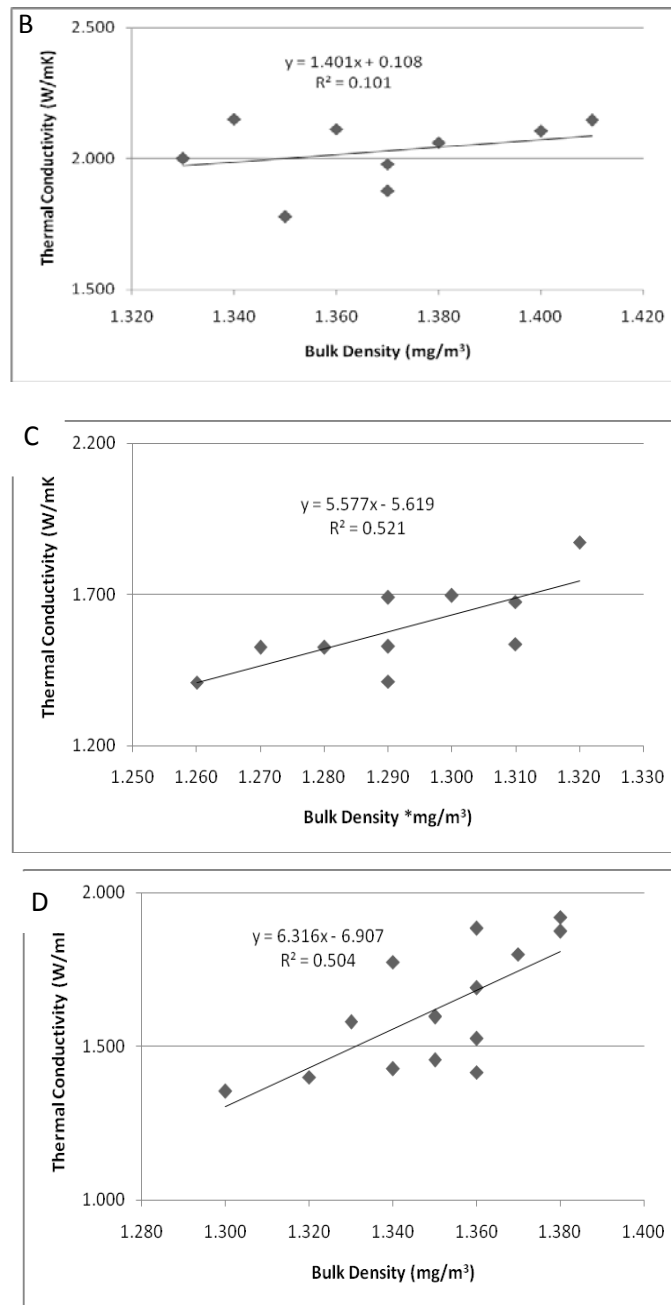 B
Thermal Conductivity (W/mK)
2.500
2.000
1.500
y = 1.401x + 0.108
R² = 0.101
1.320 1.340 1.360 1.380 1.400 1.420
Bulk Density (mg/m³)
C
Thermal Conductivity (W/mK
2.200
1.700
1.200
y = 5.577x - 5.619
R² = 0.521
1.250 1.260 1.270 1.280 1.290 1.300 1.310 1.320 1.330
Bulk Density *mg/m³)
D
Thermal Conductivity (W/ml
2.000
1.500
1.000
y = 6.316x - 6.907
R² = 0.504
1.280 1.300 1.320 1.340 1.360 1.380 1.400
Bulk Density (mg/m³)